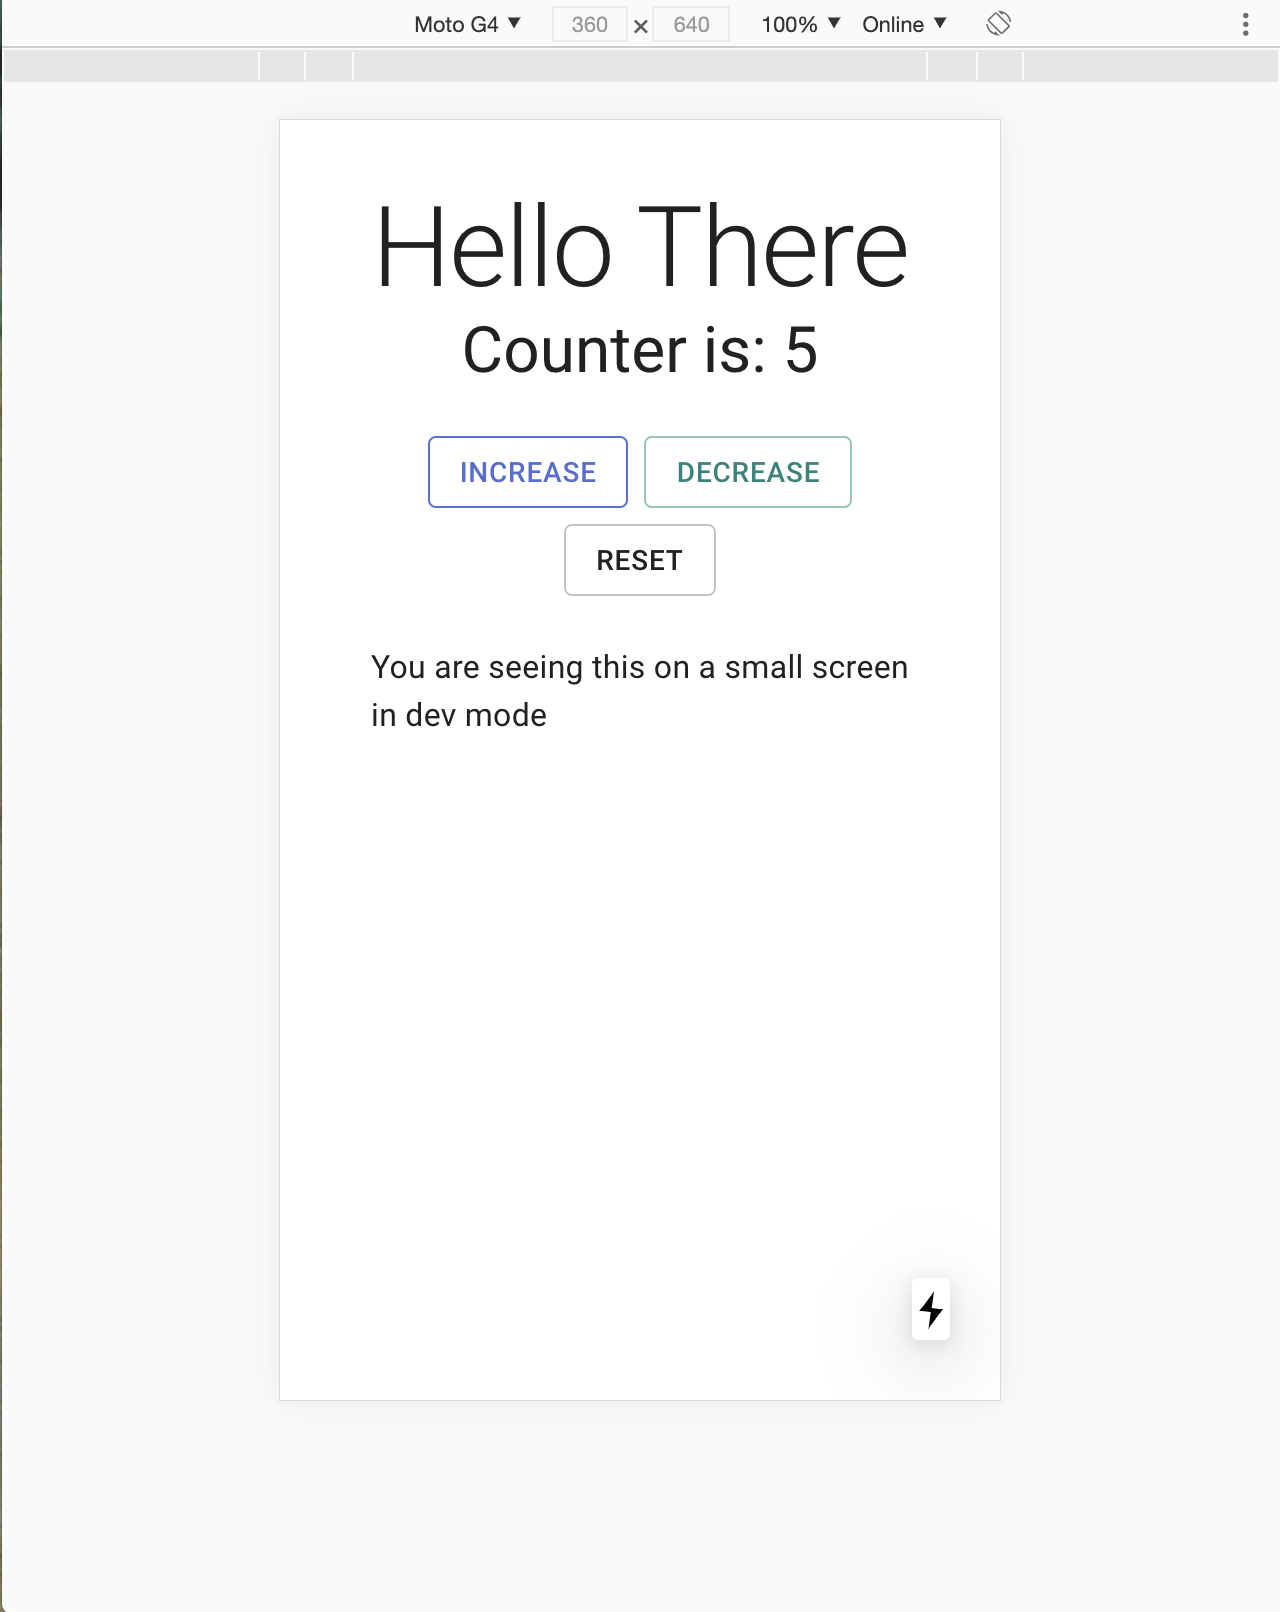 Moto G4 ▼ 360 × 640 100% ▼ Online ▼
Hello There
Counter is: 5
INCREASE DECREASE
RESET
You are seeing this on a small screen
in dev mode